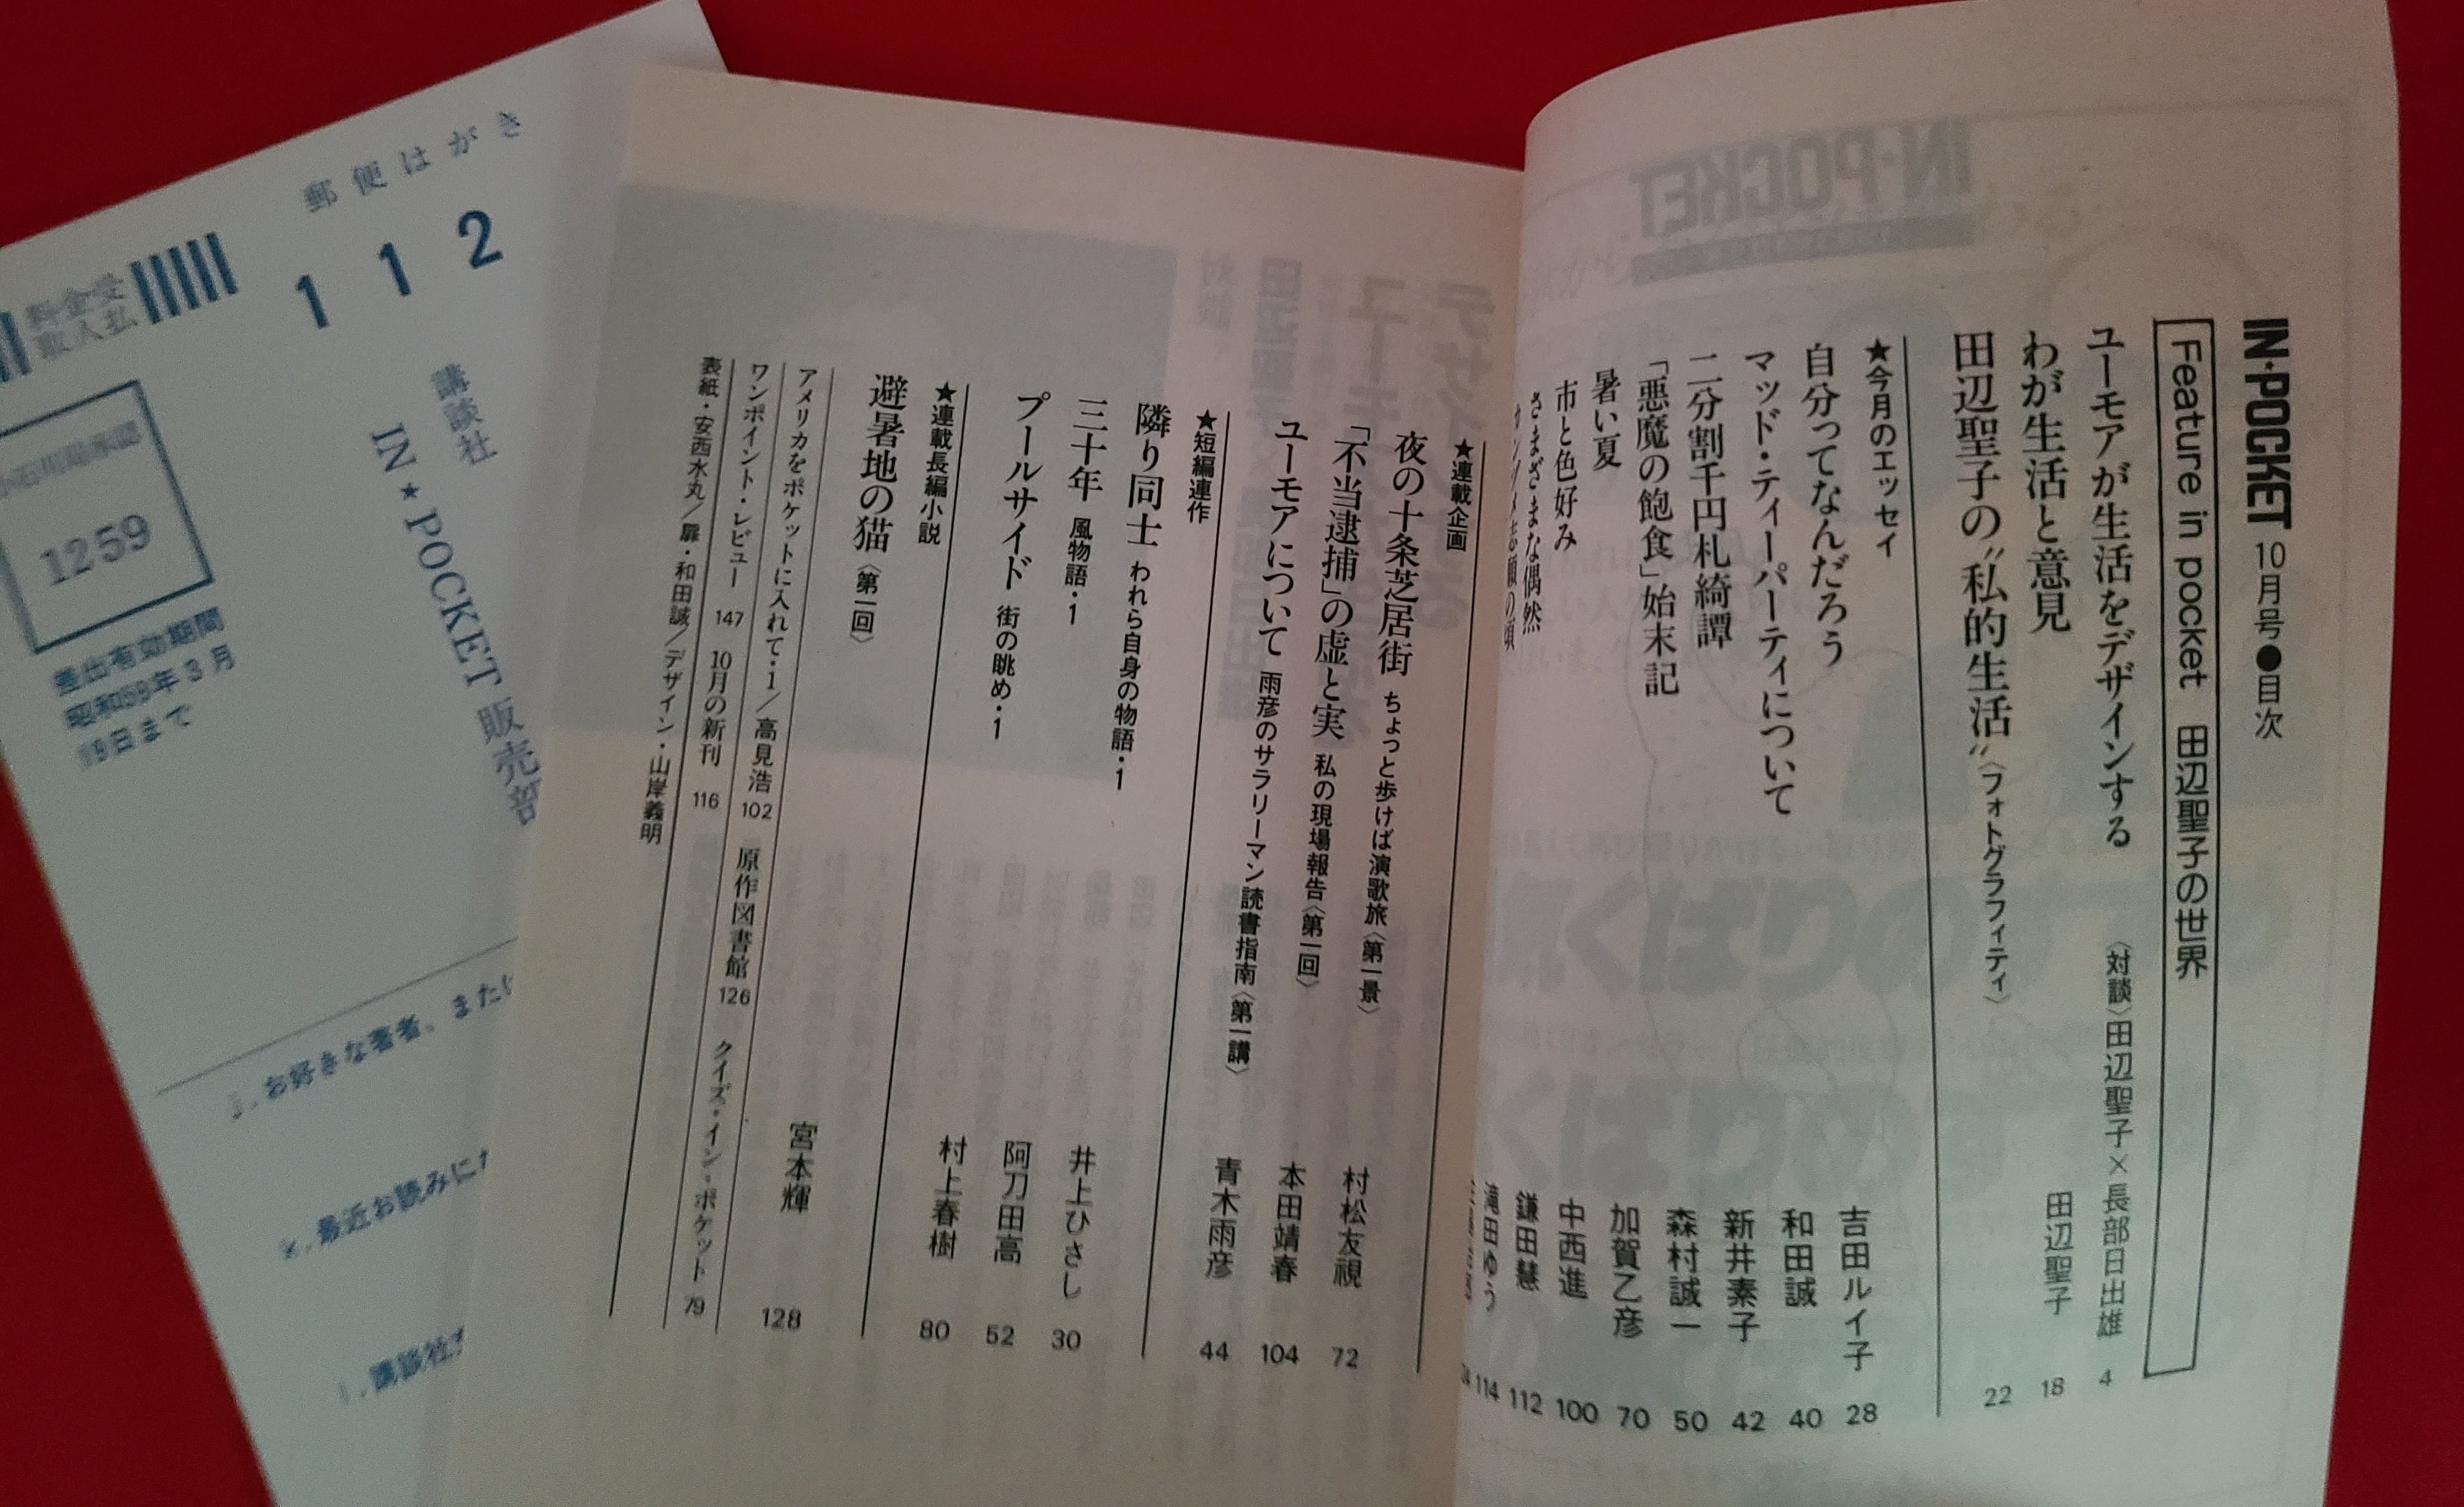 IN★POCKET 10月号●目次
Feature in pocket 田辺聖子の世界
ユーモアが生活をデザインする 〈対談〉田辺聖子×長部日出雄 4
わが生活と意見 田辺聖子 18
田辺聖子の〝私的生活〟〈フォトグラフィティ〉 22
★今月のエッセイ
自分ってなんだろう 吉田ルイ子 28
マッド・ティーパーティについて 和田誠 40
二分割千円札綺譚 新井素子 42
「悪魔の飽食」始末記 森村誠一 50
暑い夏 加賀乙彦 70
市と色好み 中西進 100
さまざまな偶然 鎌田慧 112
滝田ゆう 114
★連載企画
夜の十条芝居街 ちょっと歩けば演歌旅〈第一景〉 村松友視 72
「不当逮捕」の虚と実 私の現場報告〈第一回〉 本田靖春 104
ユーモアについて 雨彦のサラリーマン読書指南〈第一講〉 青木雨彦 44
★短編連作
隣り同士 われら自身の物語・1 井上ひさし 30
三十年 風物語・1 阿刀田高 52
プールサイド 街の眺め・1 村上春樹 80
★連載長編小説
避暑地の猫〈第一回〉 宮本輝 128
アメリカをポケットに入れて・1/高見浩 102 原作図書館 126 クイズ・イン・ポケット 79
ワンポイント・レビュー 147 10月の新刊 116
表紙・安西水丸/扉・和田誠/デザイン・山岸義明
郵便はがき
112
料金受
取人払
講談社
IN★POCKET 販売部
1259
差出有効期間
昭和59年3月
19日まで
お好きな著者、また
最近お読みに
講談社